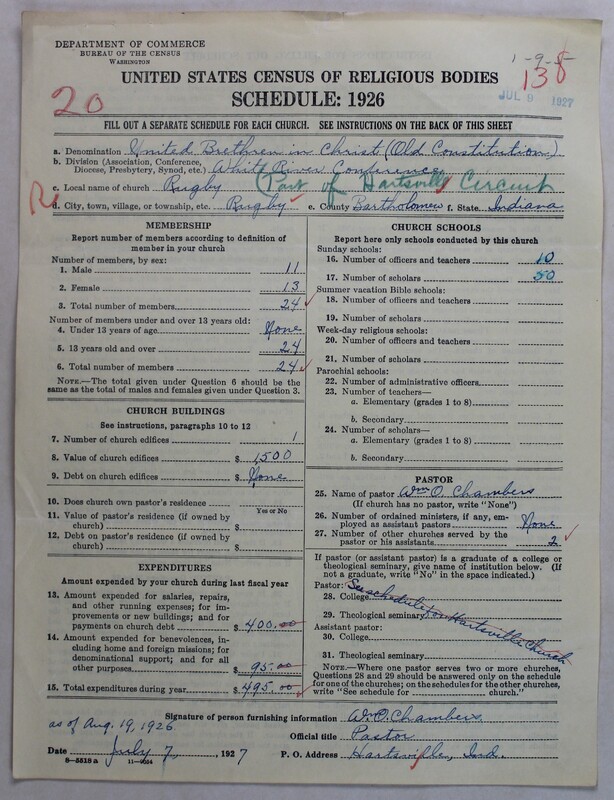 DEPARTMENT OF COMMERCE
BUREAU OF THE CENSUS
WASHINGTON
1-9-5
138
20
JUL 9 1927
UNITED STATES CENSUS OF RELIGIOUS BODIES
SCHEDULE: 1926
FILL OUT A SEPARATE SCHEDULE FOR EACH CHURCH. SEE INSTRUCTIONS ON THE BACK OF THIS SHEET
a. Denomination United Brethren in Christ (Old Constitution)
b. Division (Association, Conference, Diocese, Presbytery, Synod, etc.) White River Conference
c. Local name of church Rugby (Part of Hartsville Circuit
R
d. City, town, village, or township, etc. Rugby e. County Bartholomew f. State Indiana
MEMBERSHIP
Report number of members according to definition of
member in your church
Number of members, by sex:
1. Male 11
2. Female 13
3. Total number of members 24
Number of members under and over 13 years old:
4. Under 13 years of age None
5. 13 years old and over 24
6. Total number of members 24
NOTE.—The total given under Question 6 should be
same as the total of males and females given under Question 3.
CHURCH BUILDINGS
See instructions, paragraphs 10 to 12
7. Number of church edifices 1
8. Value of church edifices $ 1,500
9. Debt on church edifices $ None
10. Does church own pastor's residence
Yes or No
11. Value of pastor's residence (if owned by
church) $
12. Debt on pastor's residence (if owned by
church) $
EXPENDITURES
Amount expended by your church during last fiscal year
13. Amount expended for salaries, repairs,
and other running expenses; for im-
provements or new buildings; and for
payments on church debt $ 400.00
14. Amount expended for benevolences, in-
cluding home and foreign missions; for
denominational support; and for all
other purposes $ 95.00
15. Total expenditures during year $ 495.00
CHURCH SCHOOLS
Report here only schools conducted by this church
Sunday schools:
16. Number of officers and teachers 10
17. Number of scholars 50
Summer vacation Bible schools:
18. Number of officers and teachers
19. Number of scholars
Week-day religious schools:
20. Number of officers and teachers
21. Number of scholars
Parochial schools:
22. Number of administrative officers
23. Number of teachers—
a. Elementary (grades 1 to 8)
b. Secondary
24. Number of scholars—
a. Elementary (grades 1 to 8)
b. Secondary
PASTOR
25. Name of pastor Wm O. Chambers
(If church has no pastor, write "None")
26. Number of ordained ministers, if any, em-
ployed as assistant pastors None
27. Number of other churches served by the
pastor or his assistants 2
If pastor (or assistant pastor) is a graduate of a college or
theological seminary, give name of institution below. (If
not a graduate, write "No" in the space indicated.)
Pastor: See schedule for Hartsville Church
28. College
29. Theological seminary
Assistant pastor:
30. College
31. Theological seminary
NOTE.—Where one pastor serves two or more churches,
Questions 28 and 29 should be answered only on the schedule
for one of the churches; on the schedules for the other churches,
write "See schedule for ............ church."
Signature of person furnishing information W.O. Chambers
as of Aug. 19, 1926.
Official title Pastor
Date July 7, 1927 P. O. Address Hartsville, Ind.
8—5518a 11—9034